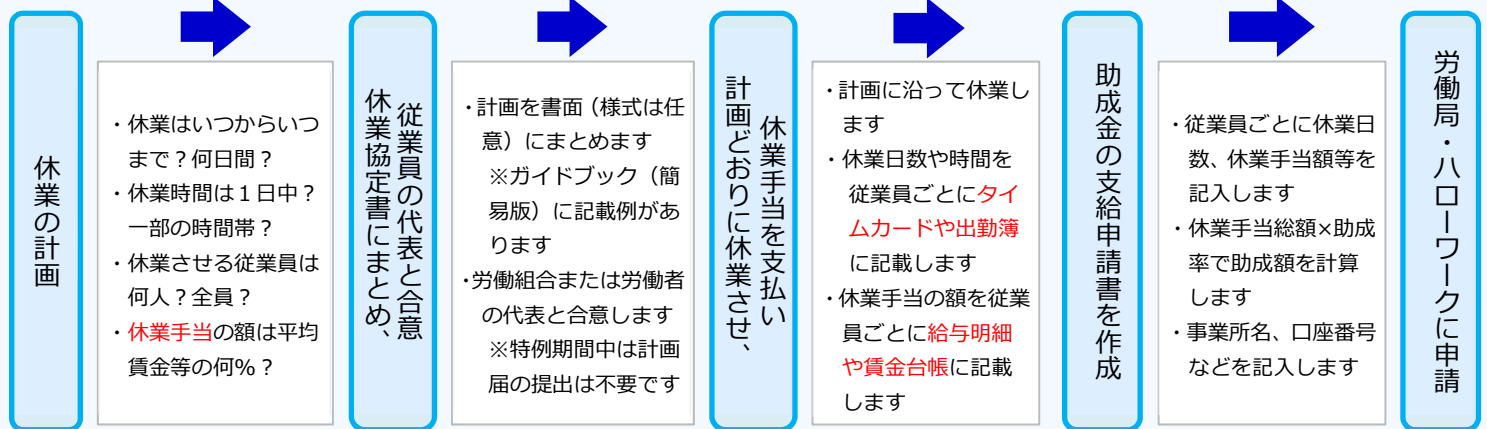 休業の計画
・休業はいつからいつ
まで？何日間？
・休業時間は１日中？
一部の時間帯？
・休業させる従業員は
何人？全員？
・休業手当の額は平均
賃金等の何%？
休業協定書にまとめ、
従業員の代表と合意
・計画を書面（様式は任
意）にまとめます
※ガイドブック（簡
易版）に記載例があ
ります
・労働組合または労働者
の代表と合意します
※特例期間中は計画
届の提出は不要です
計画どおりに休業させ、
休業手当を支払い
・計画に沿って休業し
ます
・休業日数や時間を
従業員ごとにタイ
ムカードや出勤簿
に記載します
・休業手当の額を従業
員ごとに給与明細
や賃金台帳に記載
します
助成金の支給申請書を作成
・従業員ごとに休業日
数、休業手当額等を
記入します
・休業手当総額×助成
率で助成額を計算
します
・事業所名、口座番号
などを記入します
労働局・ハローワークに申請